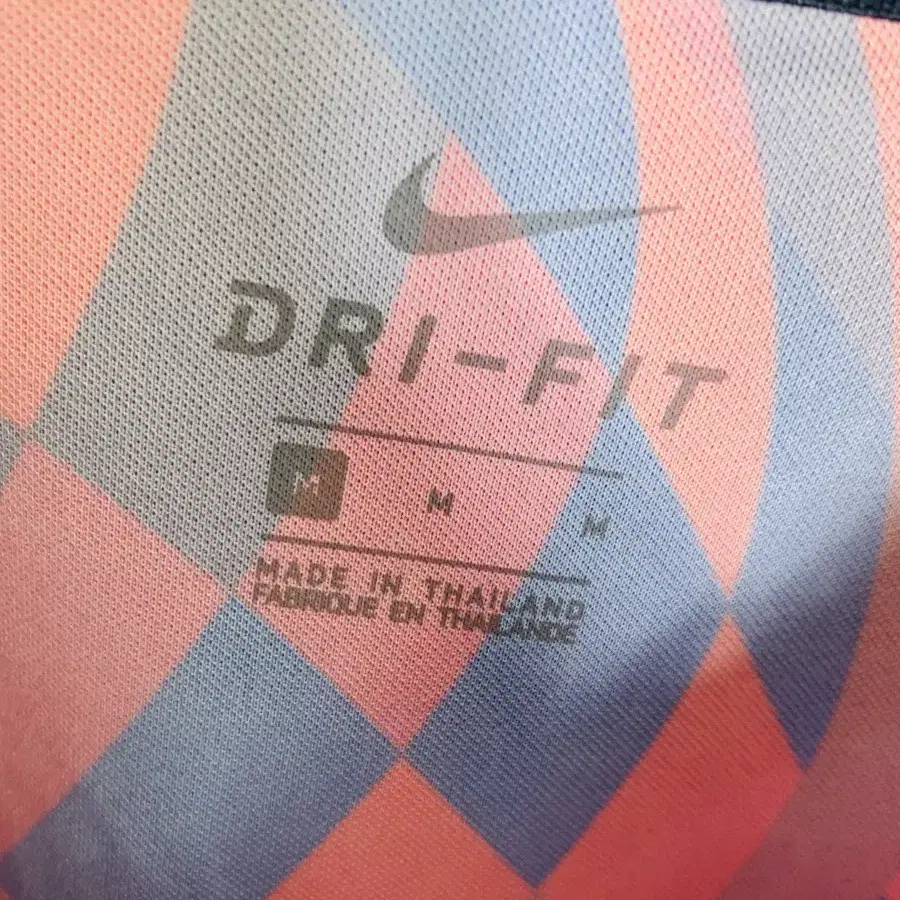 DRI-FIT
M M M
MADE IN THAILAND
FABRIQUE EN THAILANDE